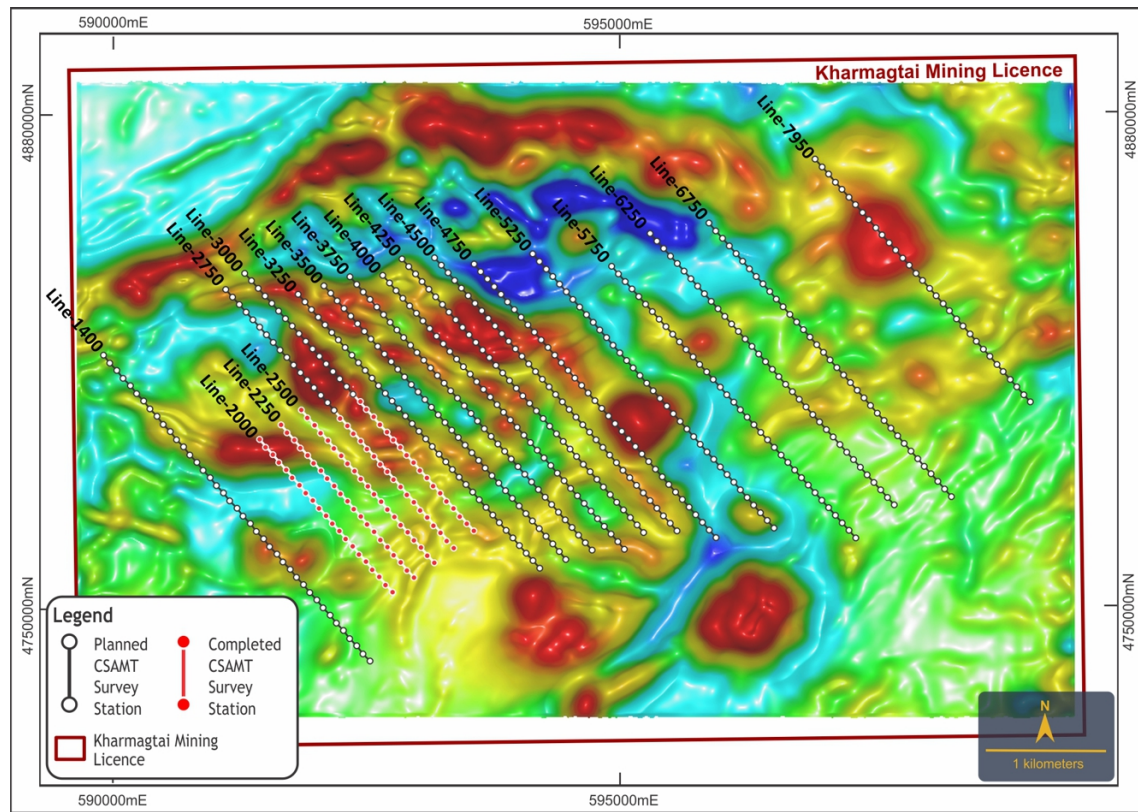 590000mE
595000mE
Kharmagtai Mining Licence
4880000mN
4880000mN
Line-7950
Line-6750
Line-6250
Line-5750
Line-5250
Line-4750
Line-4500
Line-4250
Line-4000
Line-3750
Line-3500
Line-3250
Line-3000
Line-2750
Line-1400
Line-2500
Line-2250
Line-2000
4750000mN
4750000mN
Legend
Planned
CSAMT
Survey
Station
Completed
CSAMT
Survey
Station
Kharmagtai Mining
Licence
N
1 kilometers
590000mE
595000mE